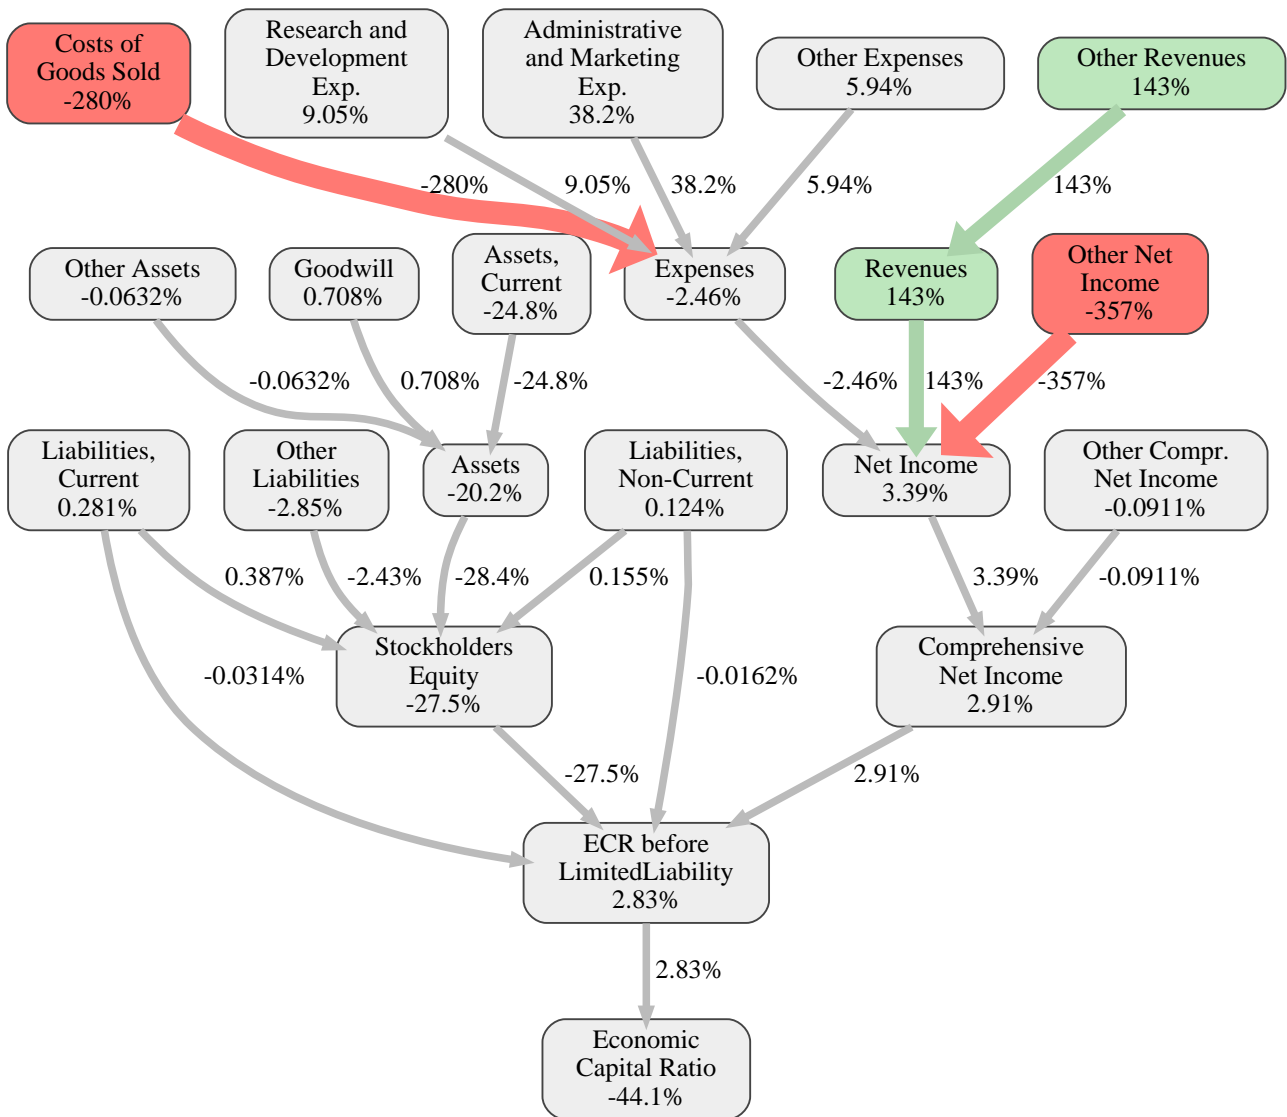 Costs of
Goods Sold
-280%
Research and
Development
Exp.
9.05%
Administrative
and Marketing
Exp.
38.2%
Other Expenses
5.94%
Other Revenues
143%
-280%
9.05%
38.2%
5.94%
143%
Other Assets
-0.0632%
Goodwill
0.708%
Assets,
Current
-24.8%
Expenses
-2.46%
Revenues
143%
Other Net
Income
-357%
-0.0632%
0.708%
-24.8%
-2.46%
143%
-357%
Liabilities,
Current
0.281%
Other
Liabilities
-2.85%
Assets
-20.2%
Liabilities,
Non-Current
0.124%
Net Income
3.39%
Other Compr.
Net Income
-0.0911%
0.387%
-2.43%
-28.4%
0.155%
3.39%
-0.0911%
Stockholders
Equity
-27.5%
Comprehensive
Net Income
2.91%
-0.0314%
-0.0162%
-27.5%
2.91%
ECR before
LimitedLiability
2.83%
2.83%
Economic
Capital Ratio
-44.1%